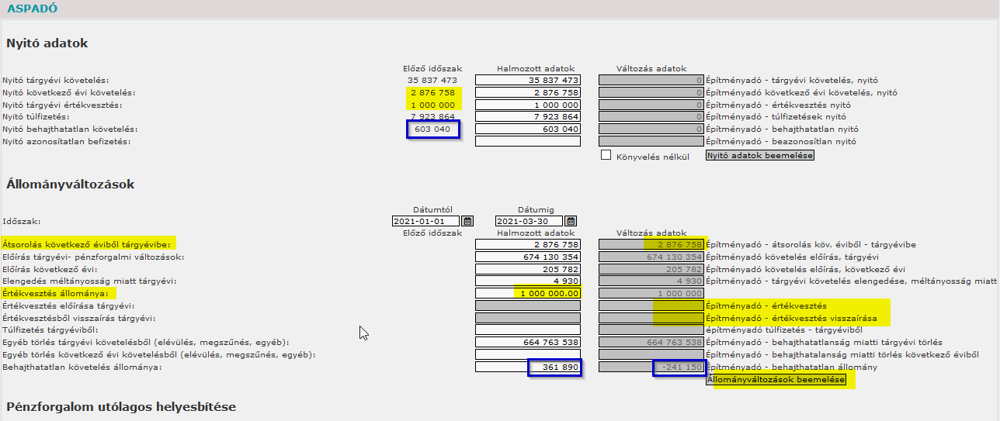 ASPADÓ
Nyitó adatok
Előző időszak Halmozott adatok Változás adatok
Nyitó tárgyévi követelés: 35 837 473 35 837 473 0 Építményadó - tárgyévi követelés, nyitó
Nyitó következő évi követelés: 2 876 758 2 876 758 0 Építményadó következő évi követelés, nyitó
Nyitó tárgyévi értékvesztés: 1 000 000 1 000 000 0 Építményadó - értékvesztés nyitó
Nyitó túlfizetés: 7 923 864 7 923 864 0 Építményadó - túlfizetések nyitó
Nyitó behajthatatlan követelés: 603 040 603 040 0 Építményadó - behajthatatlan nyitó
Nyitó azonosítatlan befizetés: Építményadó - beazonosítlan nyitó
Könyvelés nélkül Nyitó adatok beemelése
Állományváltozások
Dátumtól Dátumig
Időszak: 2021-01-01 2021-03-30
Előző időszak Halmozott adatok Változás adatok
Átsorolás következő éviből tárgyévibe: 2 876 758 2 876 758 Építményadó - átsorolás köv. éviből - tárgyévibe
Előírás tárgyévi- pénzforgalmi változások: 674 130 354 674 130 354 Építményadó követelés előírás, tárgyévi
Előírás következő évi: 205 782 205 782 Építményadó követelés előírás, következő évi
Elengedés méltányosság miatt tárgyévi: 4 930 4 930 Építményadó - tárgyévi követelés elengedése, méltányosság miatt
Értékvesztés állománya: 1 000 000.00 1 000 000
Értékvesztés előírása tárgyévi: Építményadó - értékvesztés
Értékvesztésből visszaírás tárgyévi: Építményadó - értékvesztés visszaírása
Túlfizetés tárgyéviből: építményadó túlfizetés - tárgyéviből
Egyéb törlés tárgyévi követelésből (elévülés, megszűnés, egyéb): 664 763 538 664 763 538 Építményadó - behajthatatlanság miatti tárgyévi törlés
Egyéb törlés következő évi követelésből (elévülés, megszűnés, egyéb): Építményadó - behajthatalanság miatti törlés következő éviből
Behajthatatlan követelés állománya: 361 890 -241 150 Építményadó - behajthatatlan állomány
Állományváltozások beemelése
Pénzforgalom utólagos helyesbítése